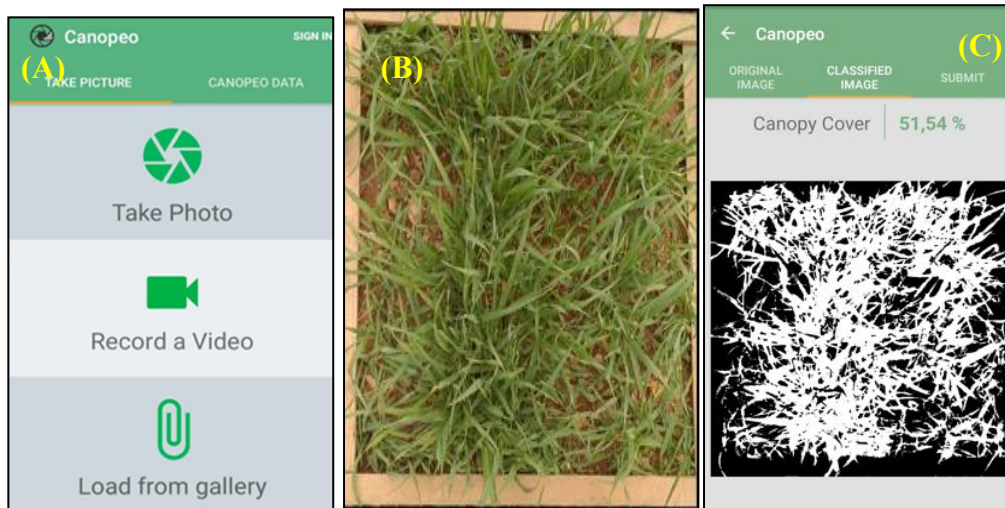 Canopeo
SIGN IN
(A)
TAKE PICTURE
CANOPEO DATA
Take Photo
Record a Video
Load from gallery
(B)
Canopeo
(C)
ORIGINAL
IMAGE
CLASSIFIED
IMAGE
SUBMIT
Canopy Cover
51,54 %